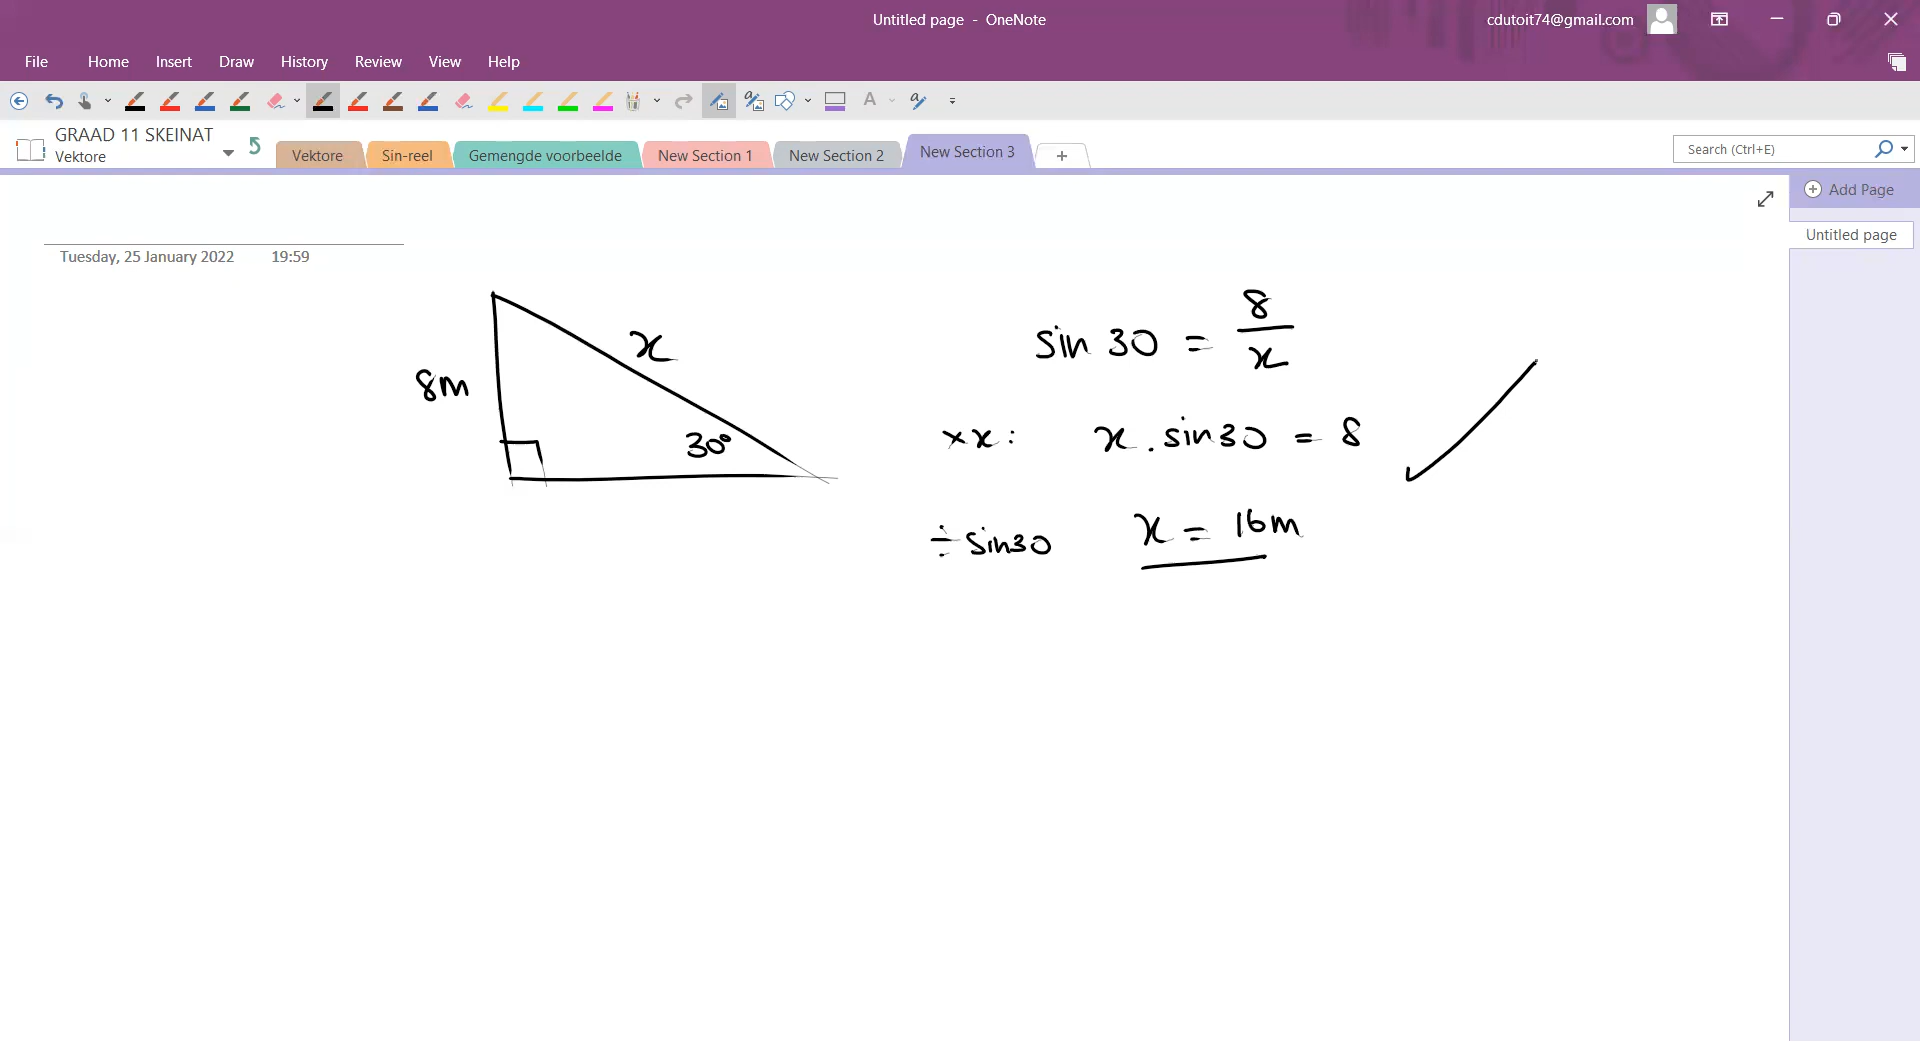 Untitled page - OneNote
cdutoit74@gmail.com
File Home Insert Draw History Review View Help
GRAAD 11 SKEINAT
Vektore
Vektore Sin-reel Gemengde voorbeelde New Section 1 New Section 2 New Section 3
Search (Ctrl+E)
Add Page
Untitled page
Tuesday, 25 January 2022 19:59
8m
x
30°
sin 30 = 8/x
×x: x . sin30 = 8
÷ sin30 x = 16m